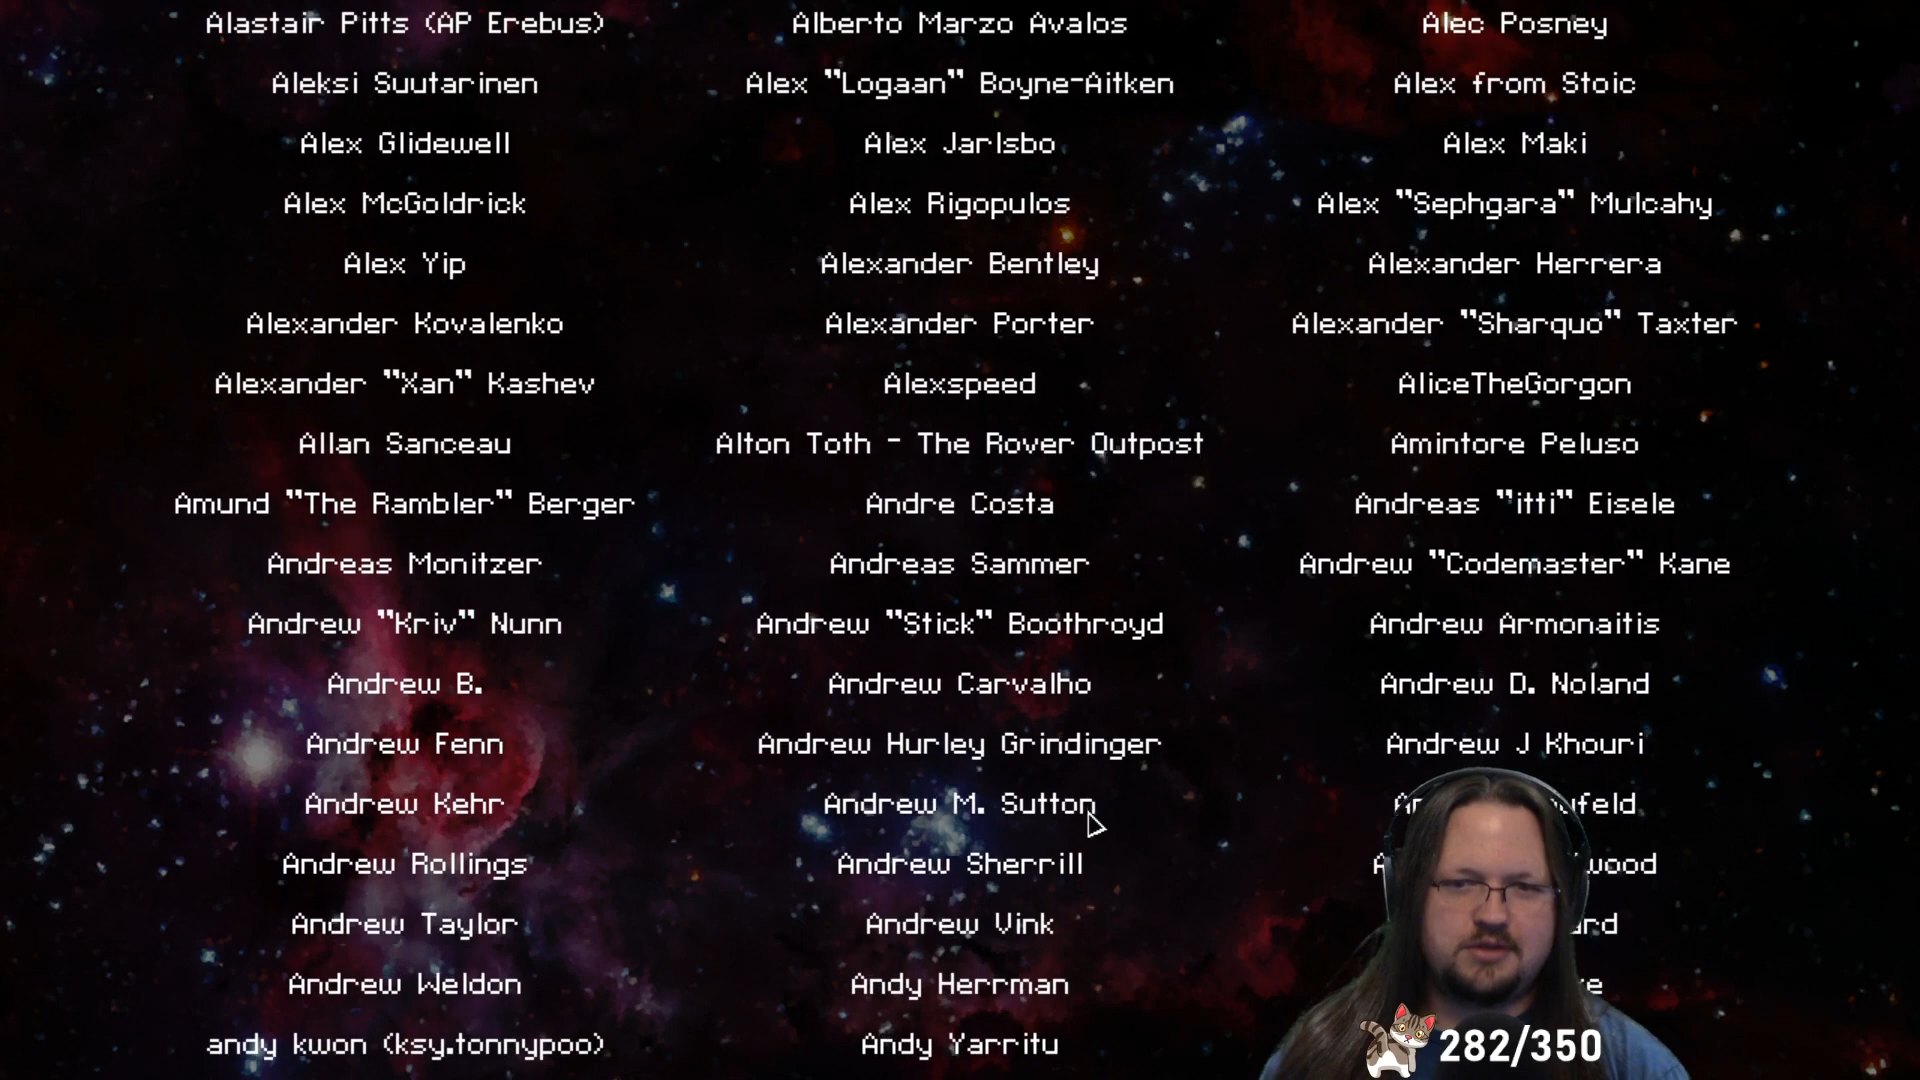 Alastair Pitts (AP Erebus) Alberto Marzo Avalos Alec Posney
Aleksi Suutarinen Alex "Logaan" Boyne-Aitken Alex from Stoic
Alex Glidewell Alex Jarlsbo Alex Maki
Alex McGoldrick Alex Rigopulos Alex "Sephgara" Mulcahy
Alex Yip Alexander Bentley Alexander Herrera
Alexander Kovalenko Alexander Porter Alexander "Sharquo" Taxter
Alexander "Xan" Kashev Alexspeed AliceTheGorgon
Allan Sanceau Alton Toth - The Rover Outpost Amintore Peluso
Amund "The Rambler" Berger Andre Costa Andreas "itti" Eisele
Andreas Monitzer Andreas Sammer Andrew "Codemaster" Kane
Andrew "Kriv" Nunn Andrew "Stick" Boothroyd Andrew Armonaitis
Andrew B. Andrew Carvalho Andrew D. Noland
Andrew Fenn Andrew Hurley Grindinger Andrew J Khouri
Andrew Kehr Andrew M. Sutton
Andrew Rollings Andrew Sherrill
Andrew Taylor Andrew Vink
Andrew Weldon Andy Herrman
andy kwon (ksy.tonnypoo) Andy Yarritu
282/350